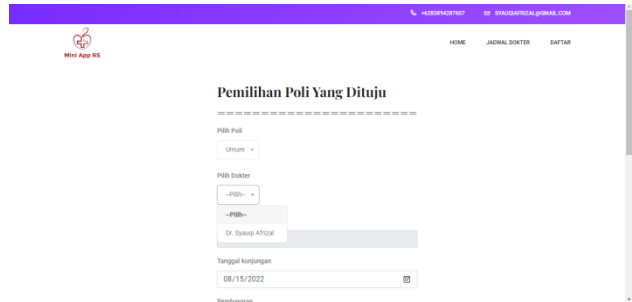 +6283894287607 SYAUQIAFRIZAL@GMAIL.COM
Mini App RS
HOME JADWAL DOKTER DAFTAR
Pemilihan Poli Yang Dituju
========================
Pilih Poli
Umum
Pilih Dokter
--Pilih--
--Pilih--
Dr. Syauqi Afrizal
Tanggal kunjungan
08/15/2022
Pembayaran